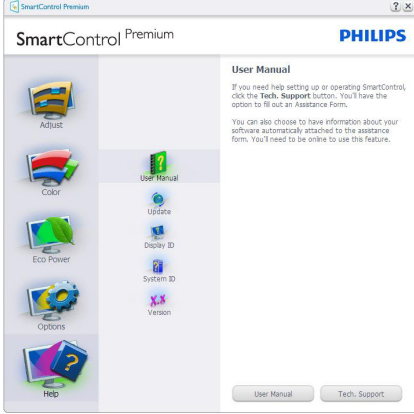 SmartControl Premium
SmartControl Premium
PHILIPS
Adjust
Color
Eco Power
Options
Help
User Manual
Update
Display ID
System ID
X.X
Version
User Manual
If you need help setting up or operating SmartControl,
click the Tech. Support button. You'll have the
option to fill out an Assistance Form.
You can also choose to have information about your
software automatically attached to the assistance
form. You'll need to be online to use this feature.
User Manual
Tech. Support